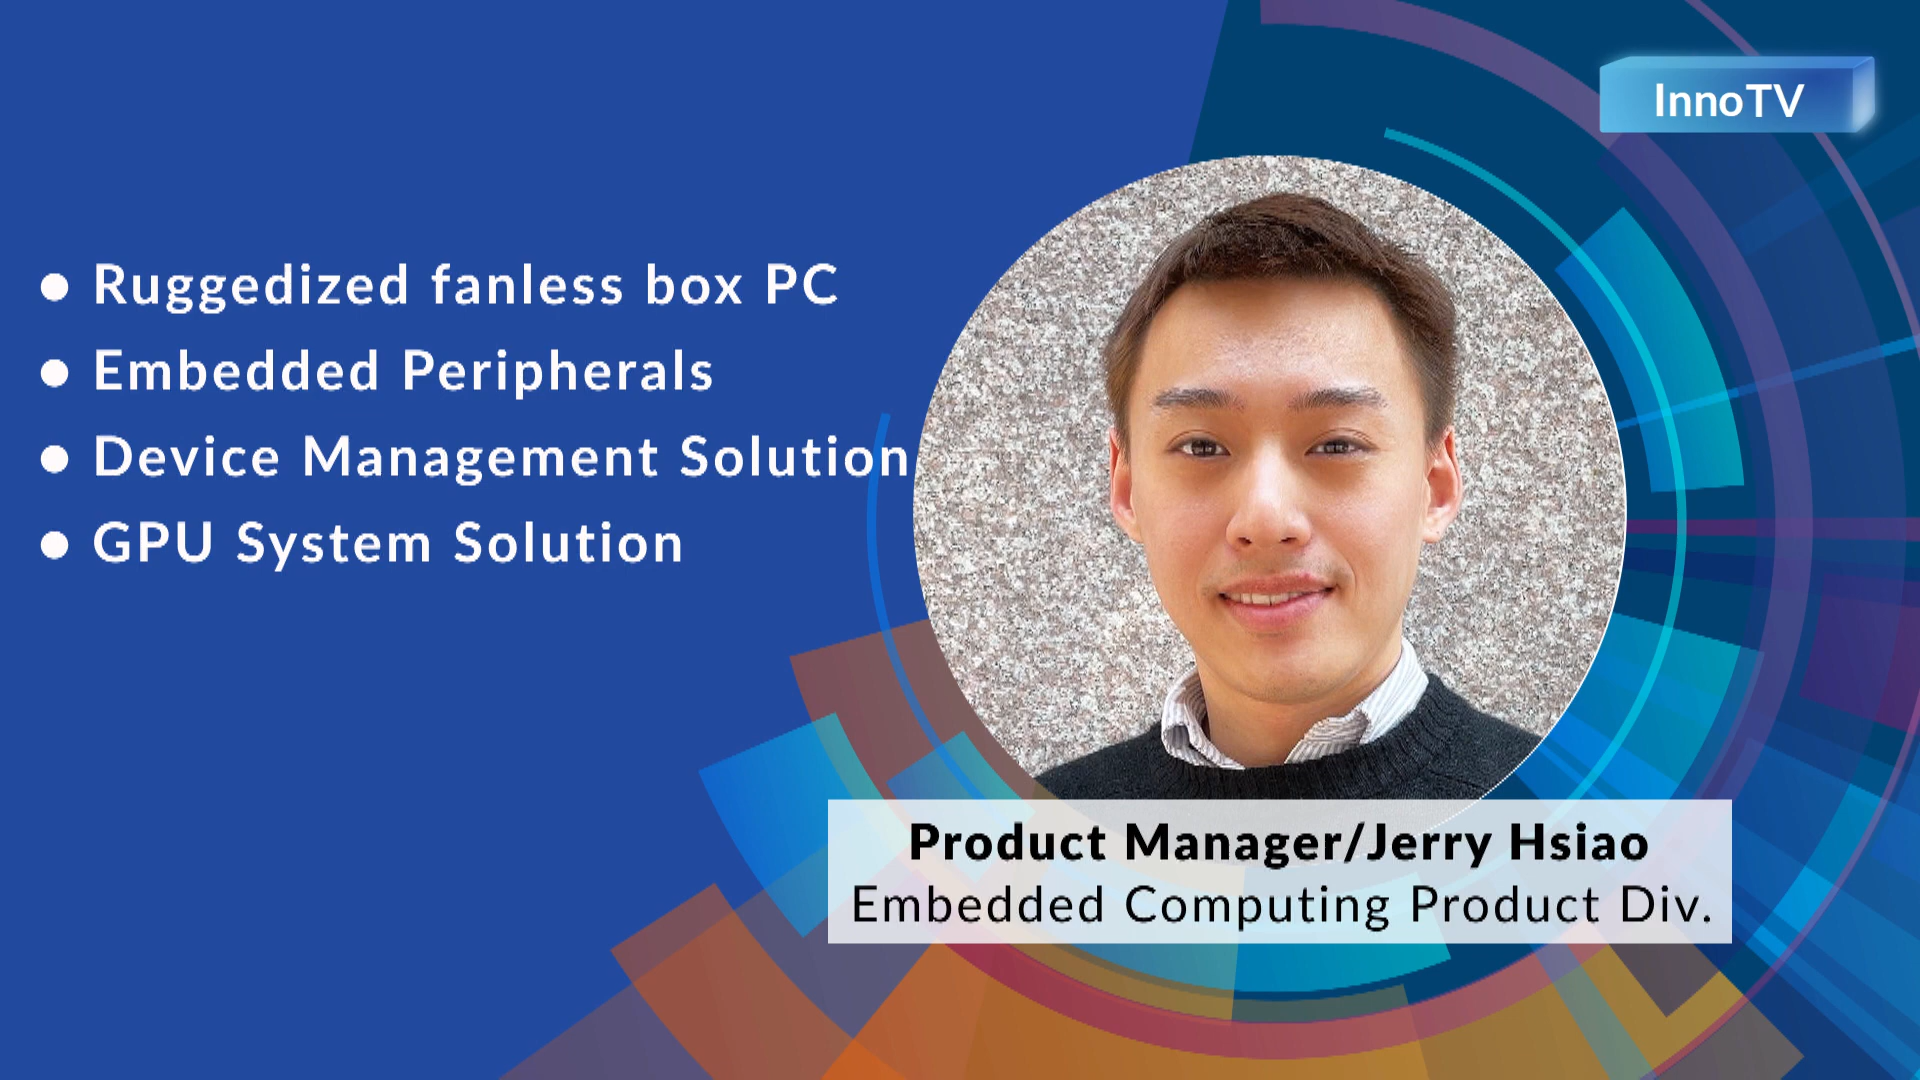 InnoTV
● Ruggedized fanless box PC
● Embedded Peripherals
● Device Management Solution
● GPU System Solution
Product Manager/Jerry Hsiao
Embedded Computing Product Div.